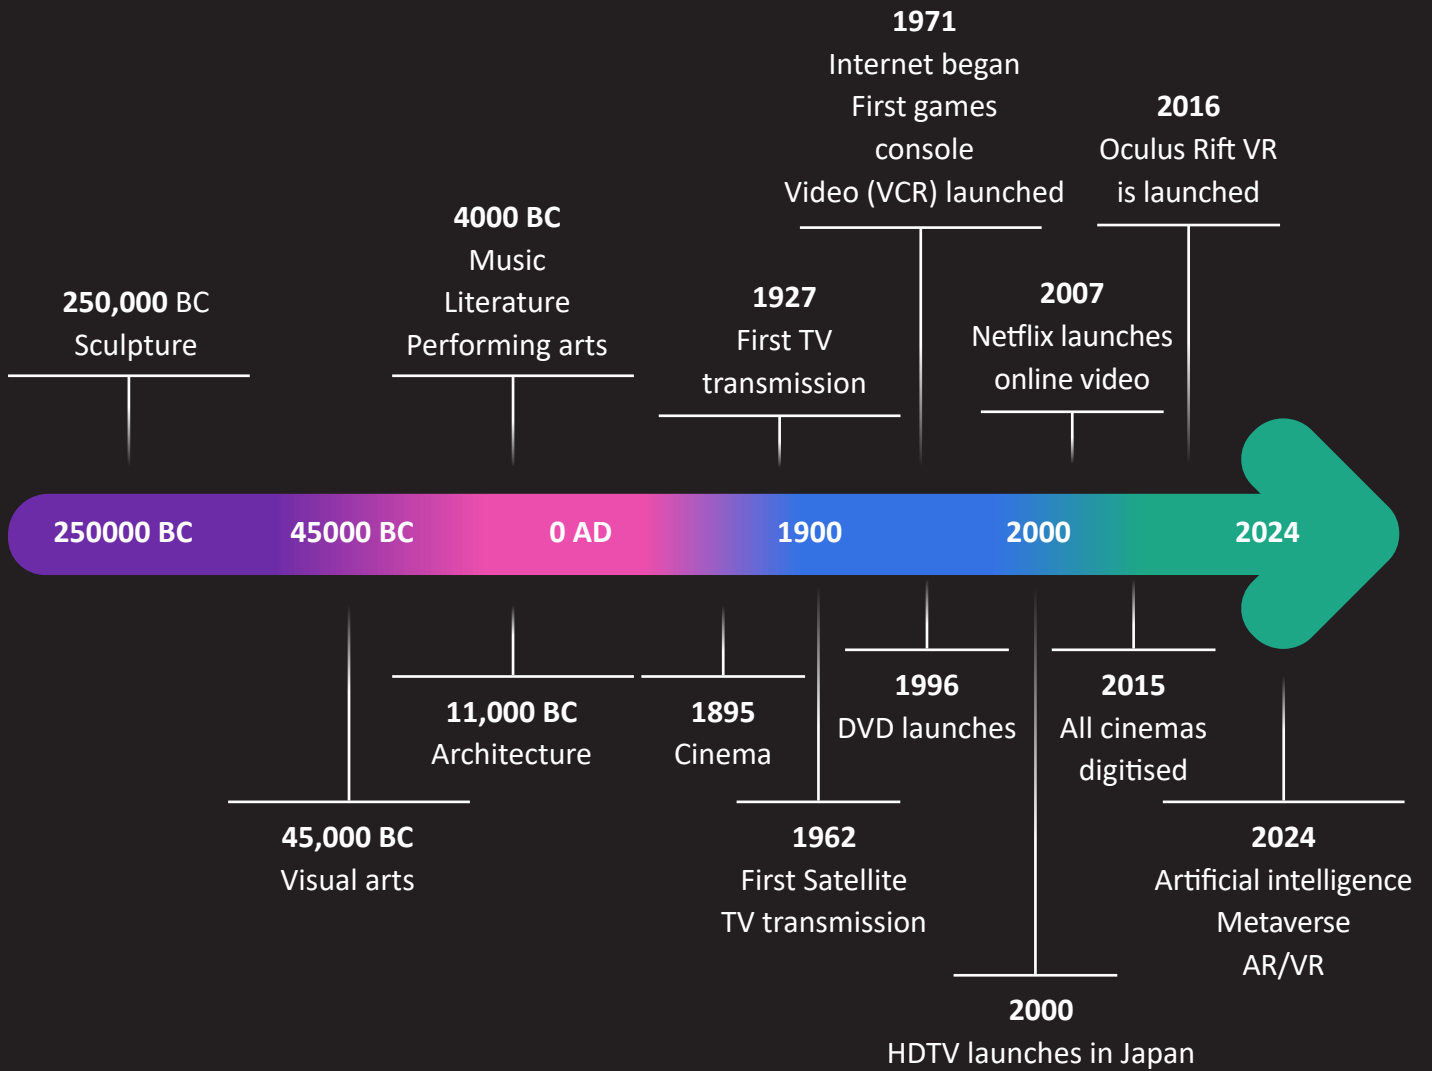 1971
Internet began
First games
console
Video (VCR) launched
2016
Oculus Rift VR
is launched
4000 BC
Music
Literature
Performing arts
250,000 BC
Sculpture
1927
First TV
transmission
2007
Netflix launches
online video
250000 BC
45000 BC
0 AD
1900
2000
2024
11,000 BC
Architecture
1895
Cinema
1996
DVD launches
2015
All cinemas
digitised
45,000 BC
Visual arts
1962
First Satellite
TV transmission
2024
Artificial intelligence
Metaverse
AR/VR
2000
HDTV launches in Japan